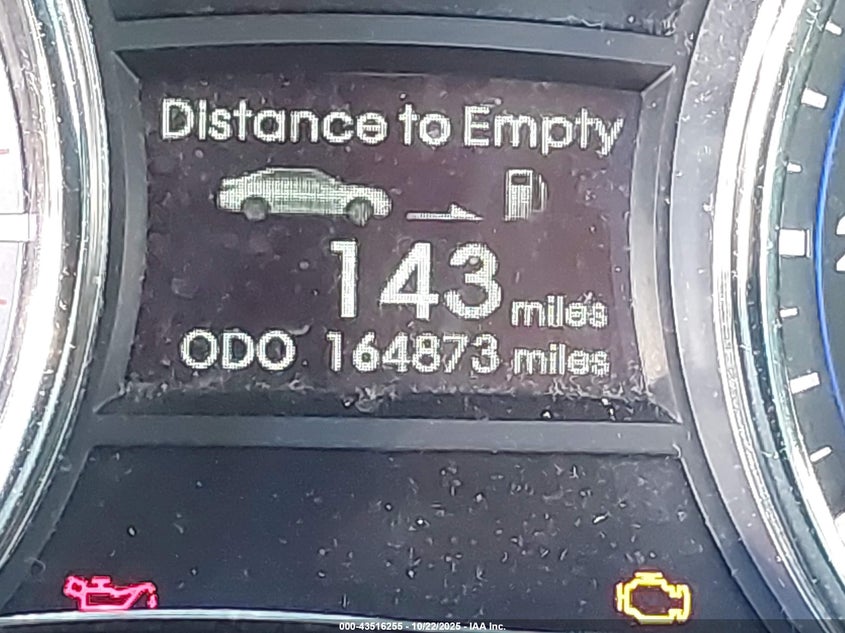 Distance to Empty
143 miles
ODO 164873 miles
000-43516255 - 10/22/2025 - IAA Inc.